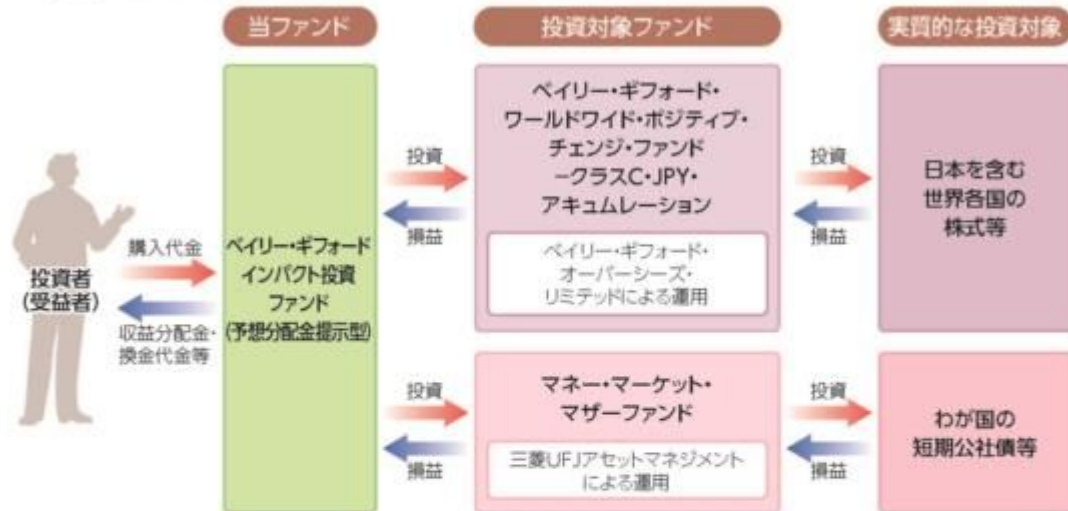 当ファンド
投資対象ファンド
実質的な投資対象
投資者
(受益者)
購入代金
収益分配金・
換金代金等
ベイリー・ギフォード
インパクト投資
ファンド
(予想分配金提示型)
投資
損益
ベイリー・ギフォード・
ワールドワイド・ポジティブ・
チェンジ・ファンド
－クラスC・JPY・
アキュムレーション
ベイリー・ギフォード・
オーバーシーズ・
リミテッドによる運用
投資
損益
日本を含む
世界各国の
株式等
投資
損益
マネー・マーケット・
マザーファンド
三菱UFJアセットマネジメント
による運用
投資
損益
わが国の
短期公社債等